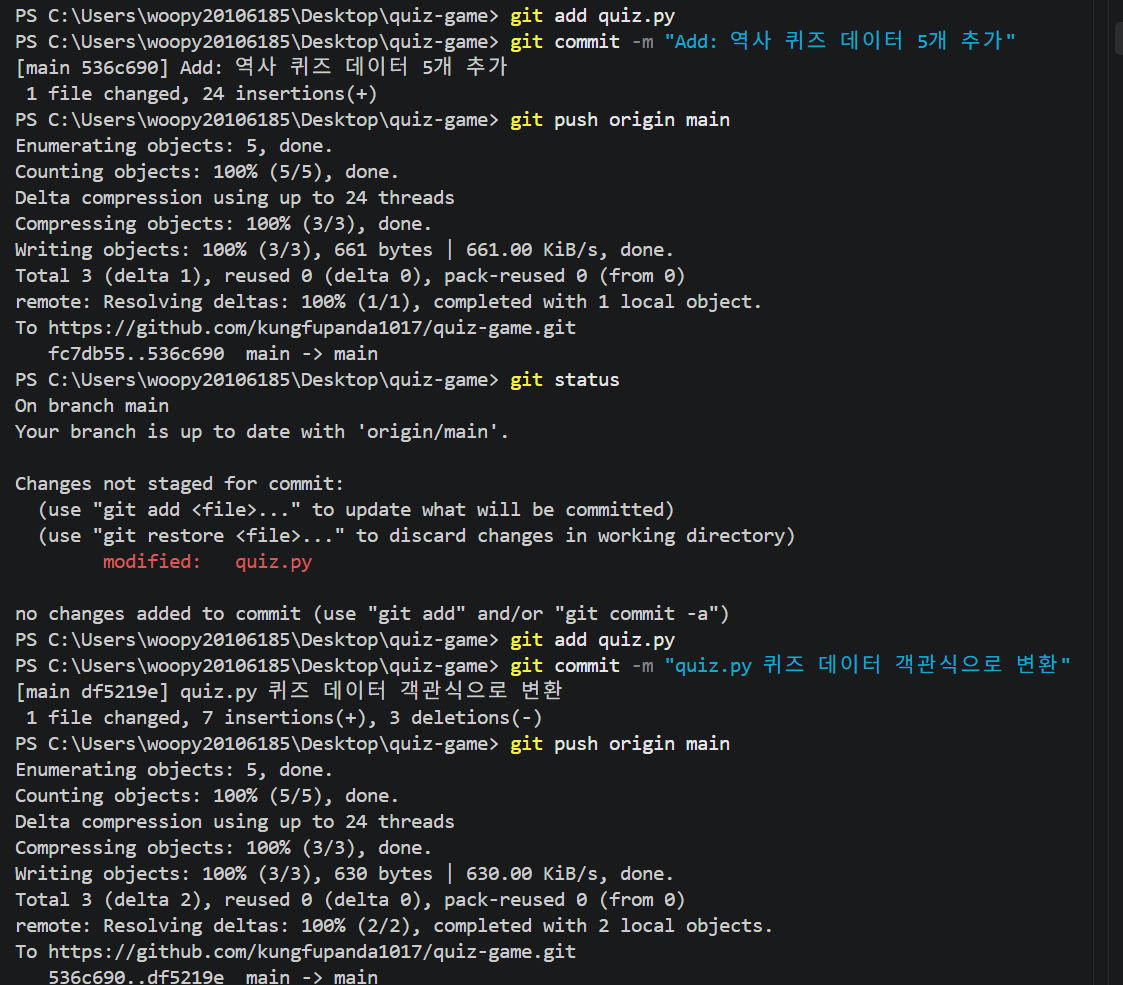 PS C:\Users\woopy20106185\Desktop\quiz-game> git add quiz.py
PS C:\Users\woopy20106185\Desktop\quiz-game> git commit -m "Add: 역사 퀴즈 데이터 5개 추가"
[main 536c690] Add: 역사 퀴즈 데이터 5개 추가
 1 file changed, 24 insertions(+)
PS C:\Users\woopy20106185\Desktop\quiz-game> git push origin main
Enumerating objects: 5, done.
Counting objects: 100% (5/5), done.
Delta compression using up to 24 threads
Compressing objects: 100% (3/3), done.
Writing objects: 100% (3/3), 661 bytes | 661.00 KiB/s, done.
Total 3 (delta 1), reused 0 (delta 0), pack-reused 0 (from 0)
remote: Resolving deltas: 100% (1/1), completed with 1 local object.
To https://github.com/kungfupanda1017/quiz-game.git
   fc7db55..536c690  main -> main
PS C:\Users\woopy20106185\Desktop\quiz-game> git status
On branch main
Your branch is up to date with 'origin/main'.

Changes not staged for commit:
  (use "git add <file>..." to update what will be committed)
  (use "git restore <file>..." to discard changes in working directory)
        modified:   quiz.py

no changes added to commit (use "git add" and/or "git commit -a")
PS C:\Users\woopy20106185\Desktop\quiz-game> git add quiz.py
PS C:\Users\woopy20106185\Desktop\quiz-game> git commit -m "quiz.py 퀴즈 데이터 객관식으로 변환"
[main df5219e] quiz.py 퀴즈 데이터 객관식으로 변환
 1 file changed, 7 insertions(+), 3 deletions(-)
PS C:\Users\woopy20106185\Desktop\quiz-game> git push origin main
Enumerating objects: 5, done.
Counting objects: 100% (5/5), done.
Delta compression using up to 24 threads
Compressing objects: 100% (3/3), done.
Writing objects: 100% (3/3), 630 bytes | 630.00 KiB/s, done.
Total 3 (delta 2), reused 0 (delta 0), pack-reused 0 (from 0)
remote: Resolving deltas: 100% (2/2), completed with 2 local objects.
To https://github.com/kungfupanda1017/quiz-game.git
   536c690..df5219e  main -> main